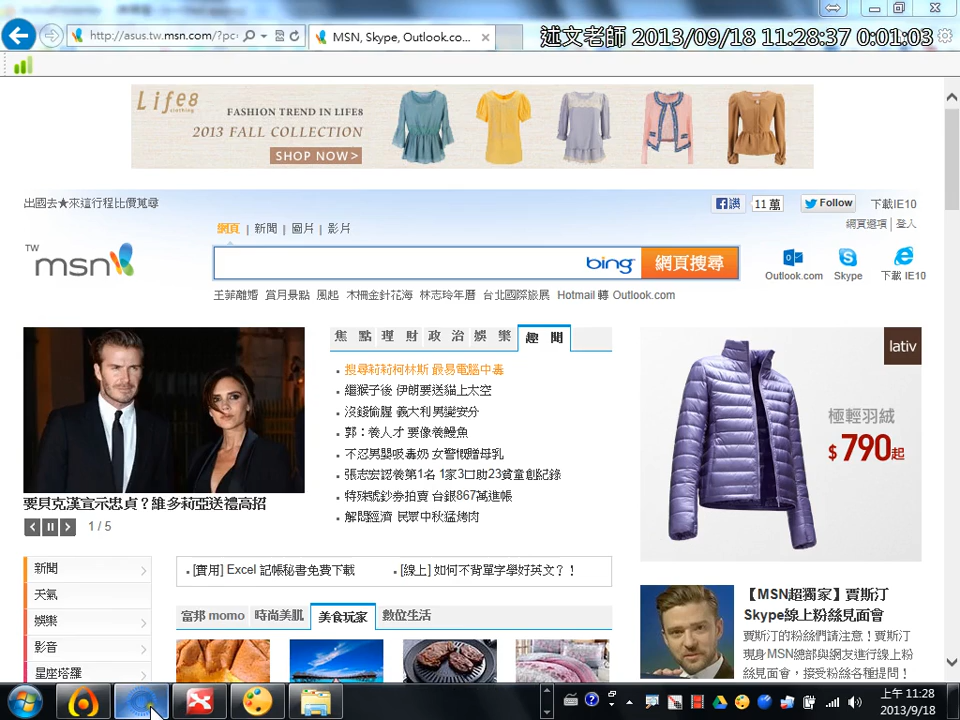 http://asus.tw.msn.com/?pc
MSN, Skype, Outlook.co...
述文老師 2013/09/18 11:28:37 0:01:03
Life8
clothing
FASHION TREND IN LIFE8
2013 FALL COLLECTION
SHOP NOW >
出國去★來這行程比價蒐尋
讚 11 萬
Follow
下載IE10
網頁選項 | 登入
網頁 | 新聞 | 圖片 | 影片
TW
msn
bing
網頁搜尋
Outlook.com
Skype
下載 IE10
王菲離婚 賞月景點 風起 木柵金針花海 林志玲年曆 台北國際旅展 Hotmail 轉 Outlook.com
焦點 理財 政治 娛樂 趣聞
搜尋莉莉柯林斯 最易電腦中毒
繼猴子後 伊朗要送貓上太空
沒錢偷腥 義大利男變安分
郭：養人才 要像養鰻魚
不忍男嬰吸毒奶 女警慨贈母乳
張志宏認養第1名 1家3口助23貧童創紀錄
特殊號鈔券拍賣 台銀867萬進帳
解悶經濟 民眾中秋猛烤肉
lativ
極輕羽絨
$790起
要貝克漢宣示忠貞？維多莉亞送禮高招
1 / 5
新聞
天氣
娛樂
影音
星座塔羅
[實用] Excel 記帳秘書免費下載
[線上] 如何不背單字學好英文？！
富邦 momo
時尚美肌
美食玩家
數位生活
【MSN超獨家】賈斯汀
Skype線上粉絲見面會
賈斯汀的粉絲們請注意！賈斯汀
現身MSN總部與網友進行線上粉
絲見面會，接受粉絲各種提問！
上午 11:28
2013/9/18